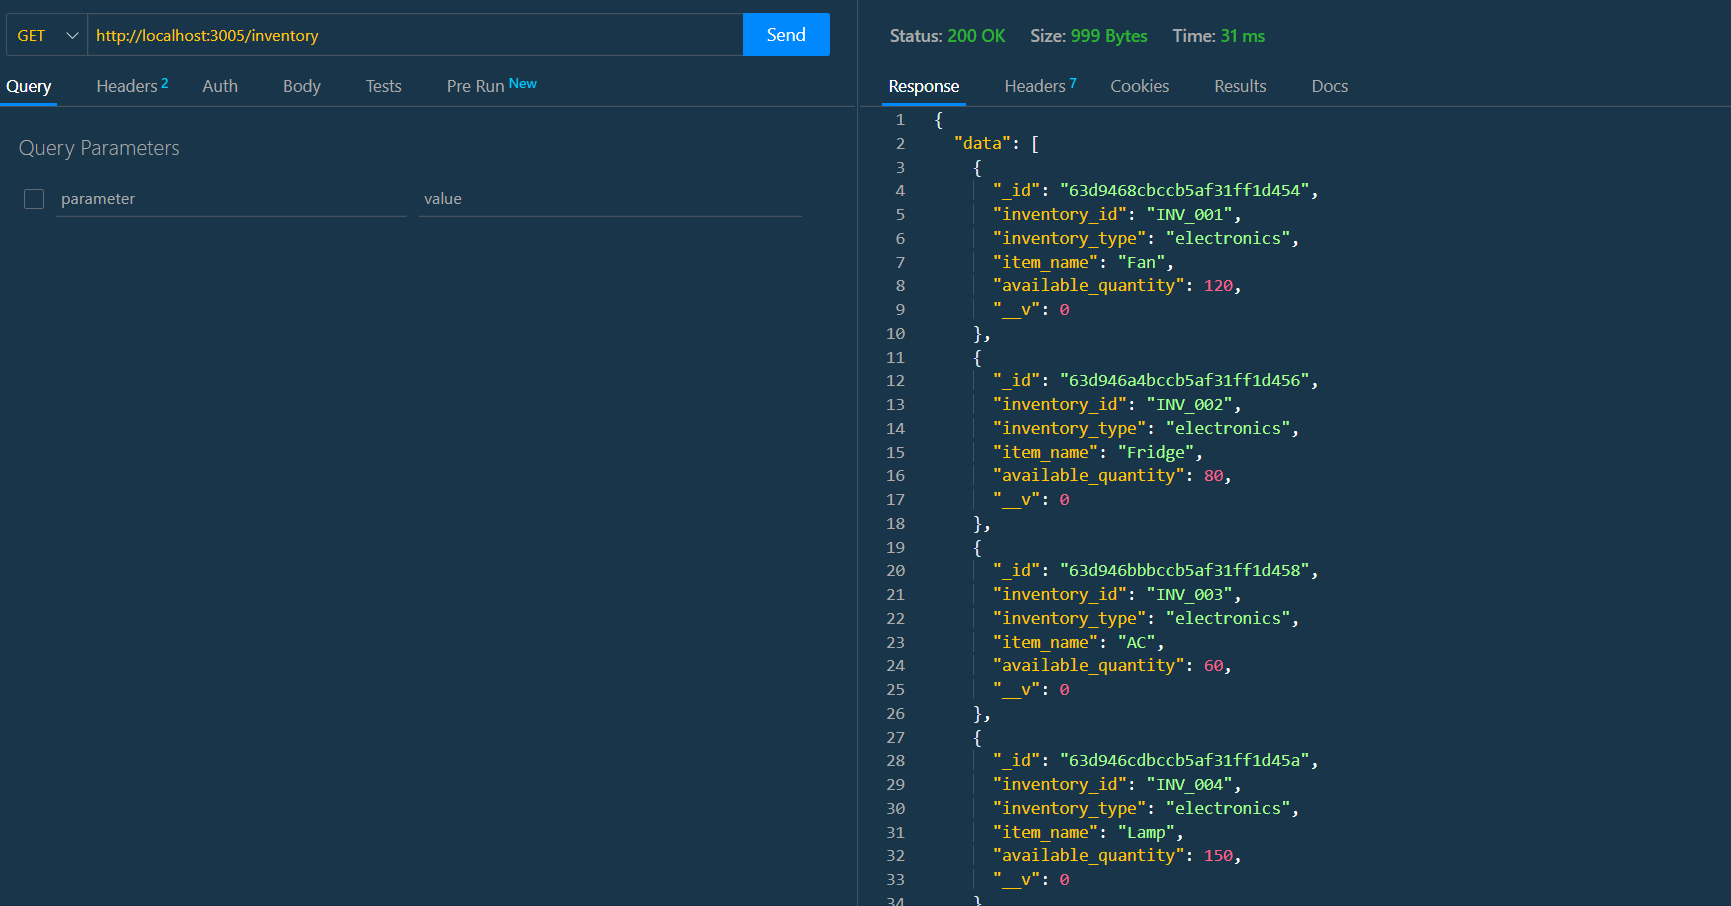 GET http://localhost:3005/inventory Send
Query Headers 2 Auth Body Tests Pre Run New
Query Parameters
parameter value
Status: 200 OK Size: 999 Bytes Time: 31 ms
Response Headers 7 Cookies Results Docs
1 {
2 "data": [
3 {
4 "_id": "63d9468cbccb5af31ff1d454",
5 "inventory_id": "INV_001",
6 "inventory_type": "electronics",
7 "item_name": "Fan",
8 "available_quantity": 120,
9 "__v": 0
10 },
11 {
12 "_id": "63d946a4bccb5af31ff1d456",
13 "inventory_id": "INV_002",
14 "inventory_type": "electronics",
15 "item_name": "Fridge",
16 "available_quantity": 80,
17 "__v": 0
18 },
19 {
20 "_id": "63d946bbbccb5af31ff1d458",
21 "inventory_id": "INV_003",
22 "inventory_type": "electronics",
23 "item_name": "AC",
24 "available_quantity": 60,
25 "__v": 0
26 },
27 {
28 "_id": "63d946cdbccb5af31ff1d45a",
29 "inventory_id": "INV_004",
30 "inventory_type": "electronics",
31 "item_name": "Lamp",
32 "available_quantity": 150,
33 "__v": 0
34 }